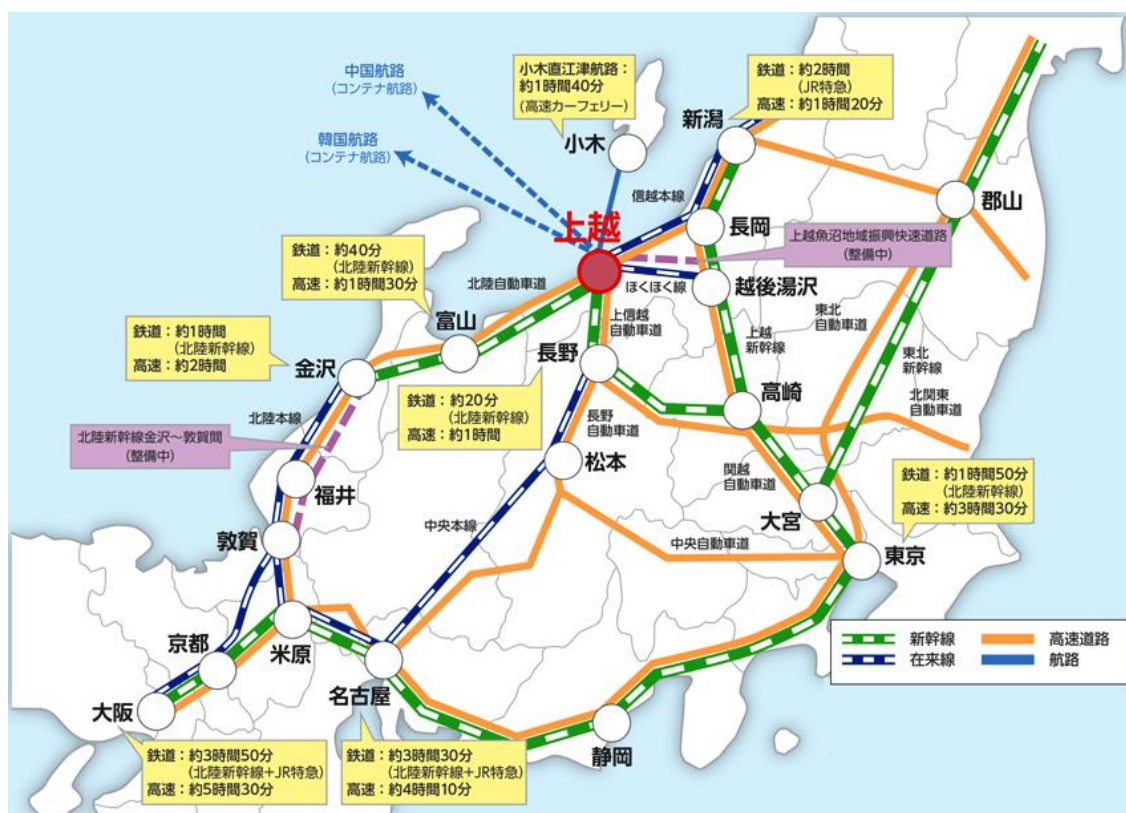 中国航路
(コンテナ航路)
韓国航路
(コンテナ航路)
小木直江津航路：
約1時間40分
(高速カーフェリー)
小木
鉄道：約2時間
(JR特急)
高速：約1時間20分
新潟
信越本線
郡山
上越
長岡
上越魚沼地域振興快速道路
(整備中)
鉄道：約40分
(北陸新幹線)
高速：約1時間30分
北陸自動車道
ほくほく線
越後湯沢
富山
上信越
自動車道
東北
自動車道
鉄道：約1時間
(北陸新幹線)
高速：約2時間
金沢
長野
上越
新幹線
東北
新幹線
鉄道：約20分
(北陸新幹線)
高速：約1時間
高崎
北関東
自動車道
北陸本線
長野
自動車道
北陸新幹線金沢～敦賀間
(整備中)
松本
関越
自動車道
鉄道：約1時間50分
(北陸新幹線)
高速：約3時間30分
福井
大宮
敦賀
中央本線
中央自動車道
東京
京都
米原
新幹線
高速道路
在来線
航路
大阪
名古屋
静岡
鉄道：約3時間50分
(北陸新幹線+JR特急)
高速：約5時間30分
鉄道：約3時間30分
(北陸新幹線+JR特急)
高速：約4時間10分